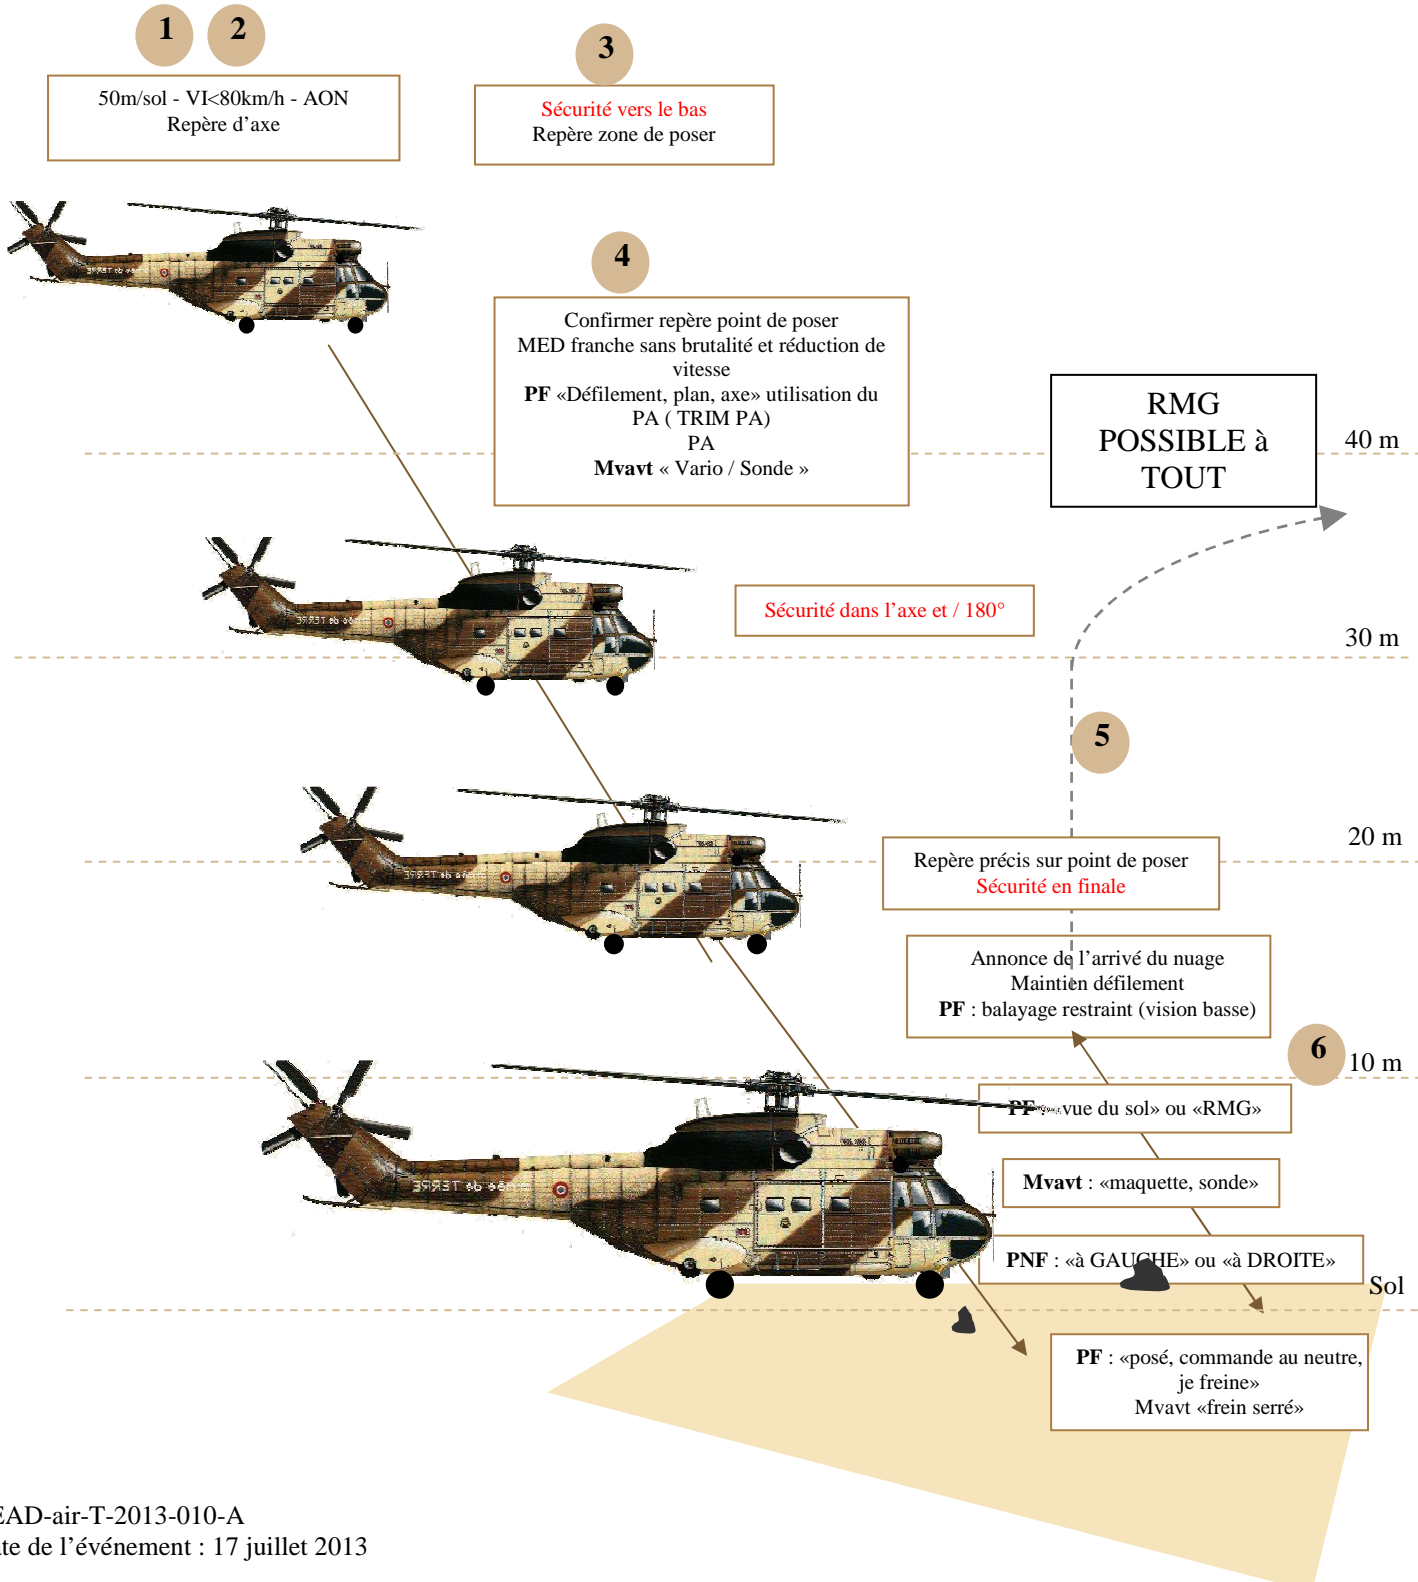 1
2
3
50m/sol - VI<80km/h - AON
Repère d’axe
Sécurité vers le bas
Repère zone de poser
4
Confirmer repère point de poser
MED franche sans brutalité et réduction de
vitesse
PF «Défilement, plan, axe» utilisation du
PA ( TRIM PA)
PA
Mvavt « Vario / Sonde »
RMG
POSSIBLE à
TOUT
40 m
Sécurité dans l’axe et / 180°
30 m
5
20 m
Repère précis sur point de poser
Sécurité en finale
Annonce de l’arrivé du nuage
Maintien défilement
PF : balayage restraint (vision basse)
6
10 m
PF : «vue du sol» ou «RMG»
Mvavt : «maquette, sonde»
PNF : «à GAUCHE» ou «à DROITE»
Sol
PF : «posé, commande au neutre,
je freine»
Mvavt «frein serré»
EAD-air-T-2013-010-A
ate de l’événement : 17 juillet 2013